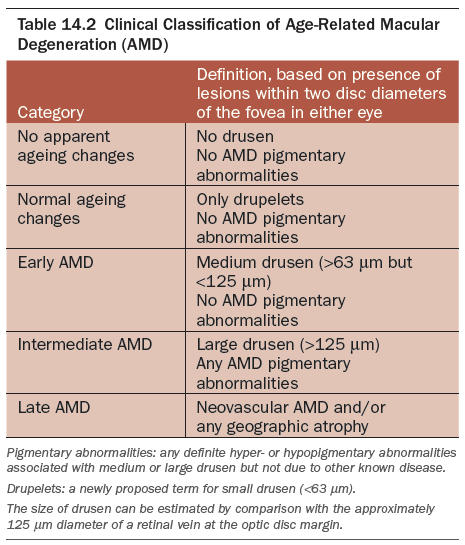 Table 14.2 Clinical Classification of Age-Related Macular
Degeneration (AMD)
Category
Definition, based on presence of
lesions within two disc diameters
of the fovea in either eye
No apparent
ageing changes
No drusen
No AMD pigmentary
abnormalities
Normal ageing
changes
Only drupelets
No AMD pigmentary
abnormalities
Early AMD
Medium drusen (>63 µm but
<125 µm)
No AMD pigmentary
abnormalities
Intermediate AMD
Large drusen (>125 µm)
Any AMD pigmentary
abnormalities
Late AMD
Neovascular AMD and/or
any geographic atrophy
Pigmentary abnormalities: any definite hyper- or hypopigmentary abnormalities
associated with medium or large drusen but not due to other known disease.
Drupelets: a newly proposed term for small drusen (<63 µm).
The size of drusen can be estimated by comparison with the approximately
125 µm diameter of a retinal vein at the optic disc margin.